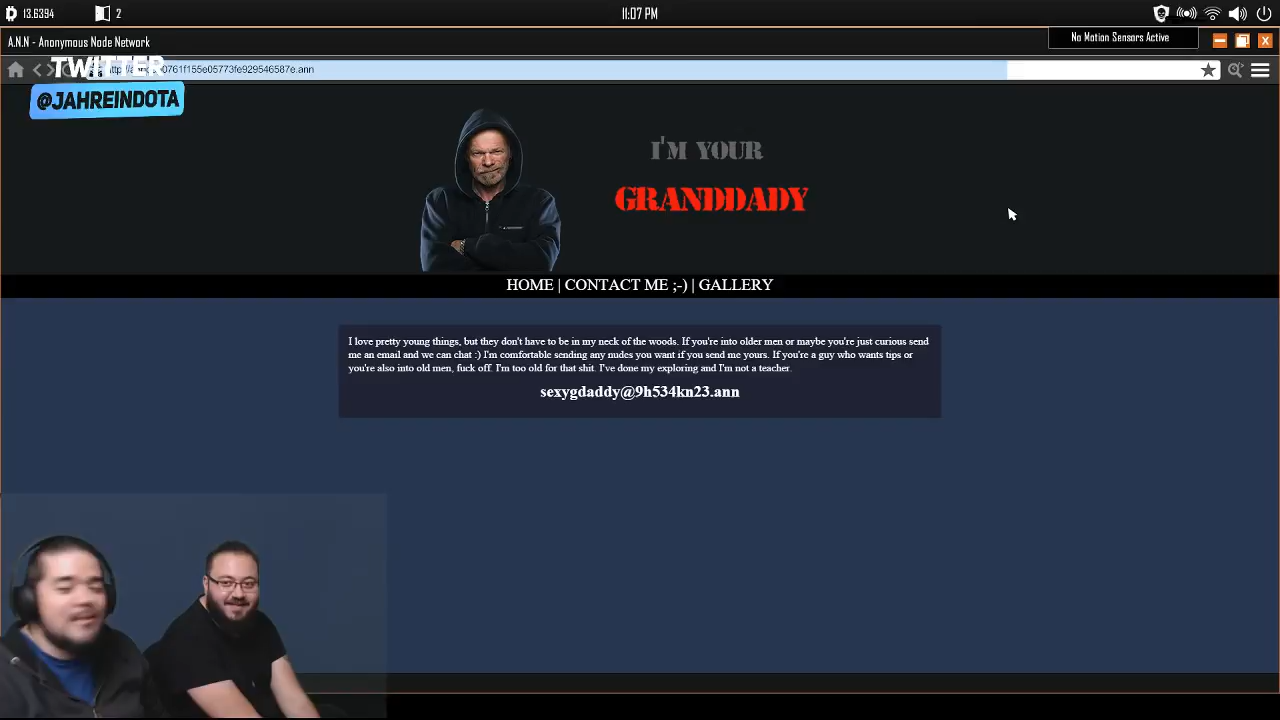 13.6394
2
11:07 PM
A.N.N - Anonymous Node Network
No Motion Sensors Active
TWITTER
0761f155e05773fe929546587e.ann
@JAHREINDOTA
I'M YOUR
GRANDDADY
HOME | CONTACT ME ;-) | GALLERY
I love pretty young things, but they don't have to be in my neck of the woods. If you're into older men or maybe you're just curious send
me an email and we can chat :) I'm comfortable sending any nudes you want if you send me yours. If you're a guy who wants tips or
you're also into old men, fuck off. I'm too old for that shit. I've done my exploring and I'm not a teacher.
sexygdaddy@9h534kn23.ann